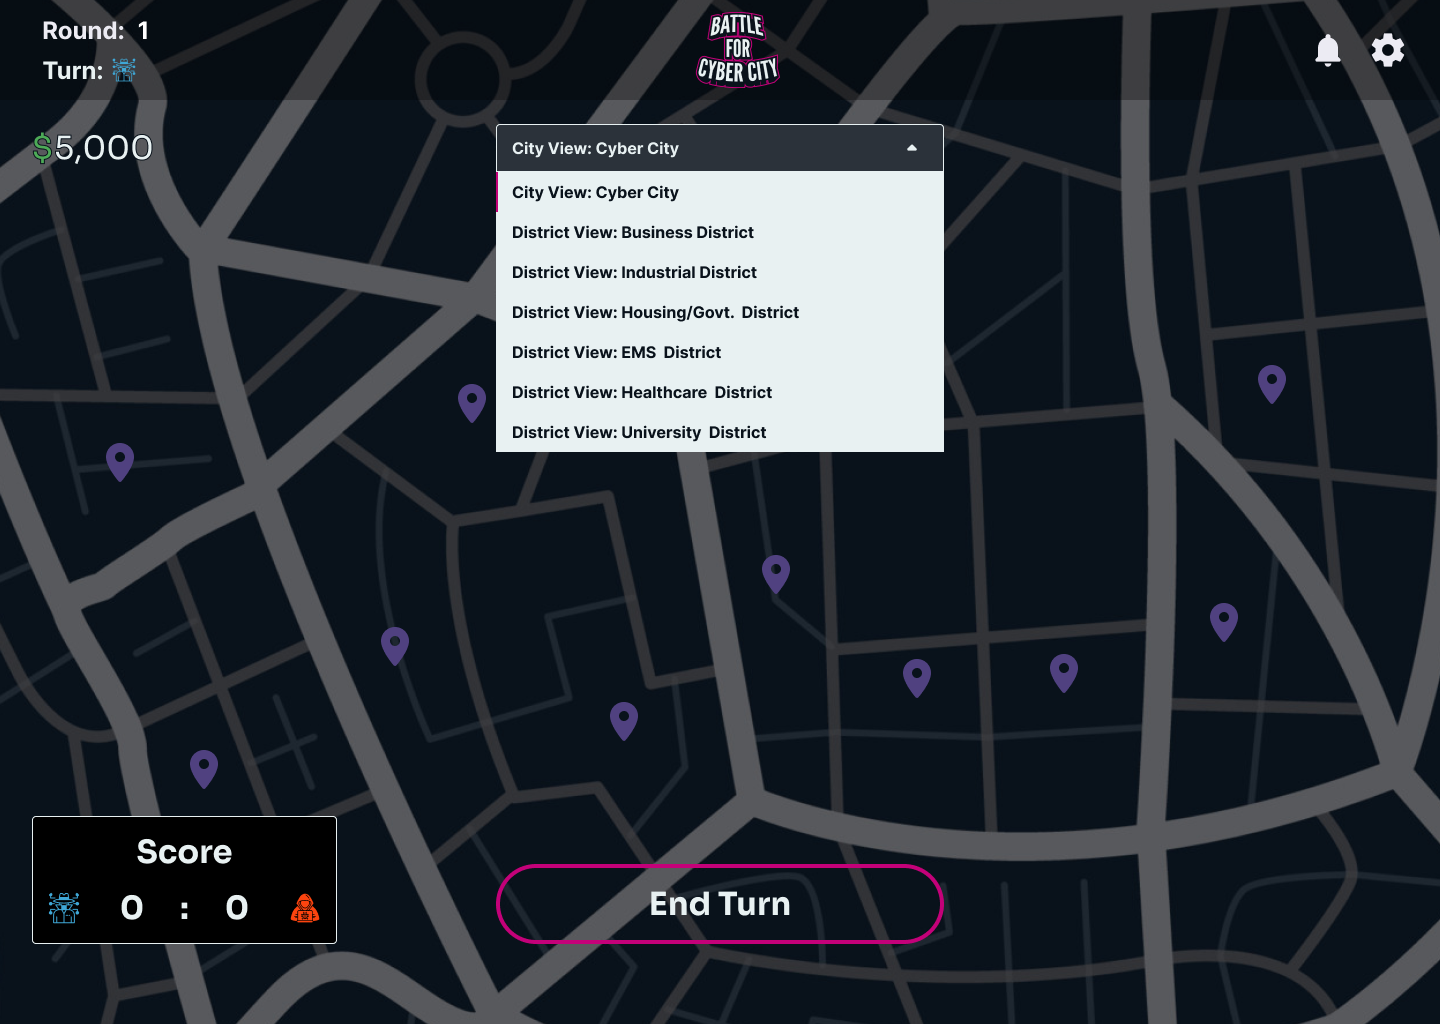 Round: 1
Turn:
BATTLE
FOR
CYBER CITY
$5,000
City View: Cyber City
City View: Cyber City
District View: Business District
District View: Industrial District
District View: Housing/Govt.  District
District View: EMS  District
District View: Healthcare  District
District View: University  District
Score
0 : 0
End Turn